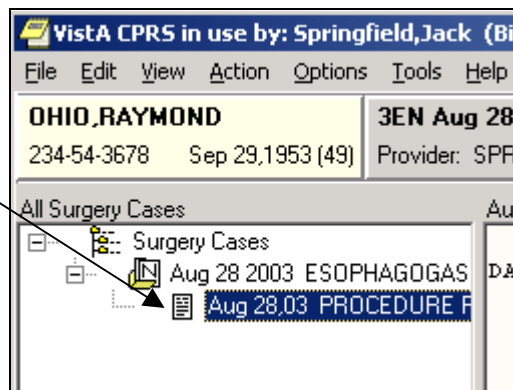 VistA CPRS in use by: Springfield,Jack (Bi
File Edit View Action Options Tools Help
OHIO,RAYMOND 3EN Aug 28
234-54-3678 Sep 29,1953 (49) Provider: SPR
All Surgery Cases Au
Surgery Cases
Aug 28 2003 ESOPHAGOGAS DA
Aug 28,03 PROCEDURE R